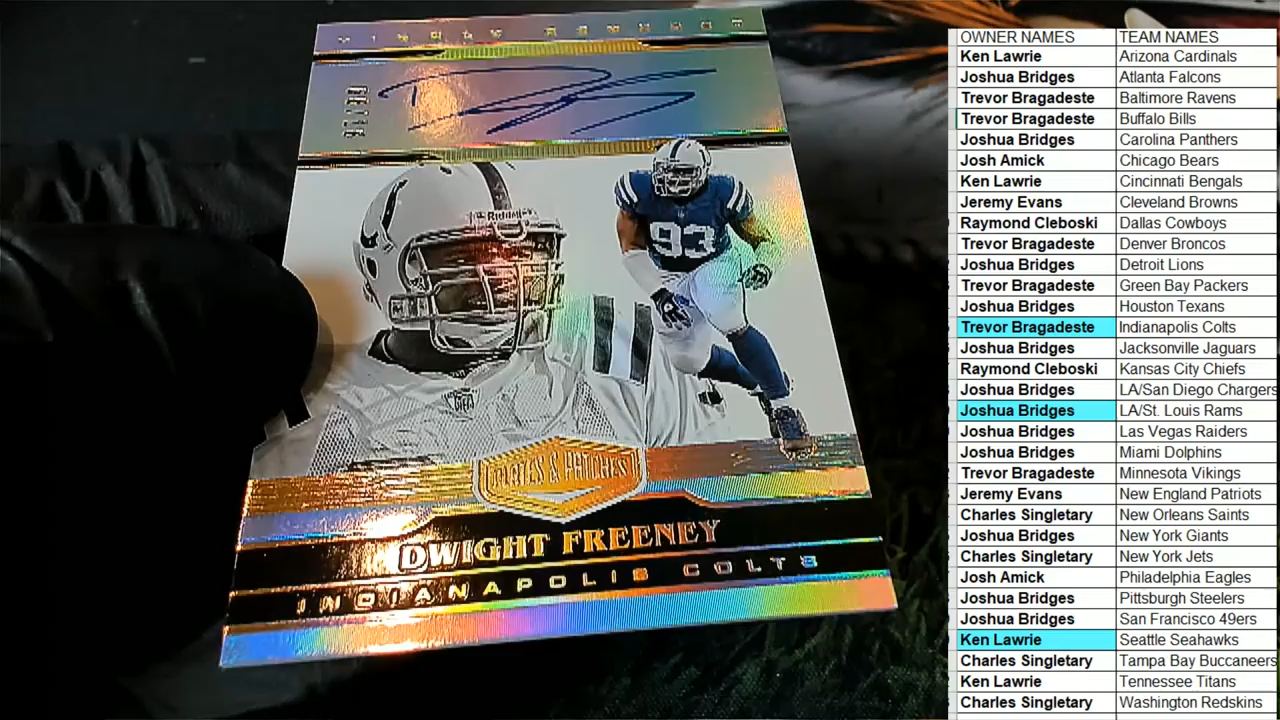 Riddell
93
PLATES & PATCHES
DWIGHT FREENEY
INDIANAPOLIS COLTS
OWNER NAMES TEAM NAMES
Ken Lawrie Arizona Cardinals
Joshua Bridges Atlanta Falcons
Trevor Bragadeste Baltimore Ravens
Trevor Bragadeste Buffalo Bills
Joshua Bridges Carolina Panthers
Josh Amick Chicago Bears
Ken Lawrie Cincinnati Bengals
Jeremy Evans Cleveland Browns
Raymond Cleboski Dallas Cowboys
Trevor Bragadeste Denver Broncos
Joshua Bridges Detroit Lions
Trevor Bragadeste Green Bay Packers
Joshua Bridges Houston Texans
Trevor Bragadeste Indianapolis Colts
Joshua Bridges Jacksonville Jaguars
Raymond Cleboski Kansas City Chiefs
Joshua Bridges LA/San Diego Chargers
Joshua Bridges LA/St. Louis Rams
Joshua Bridges Las Vegas Raiders
Joshua Bridges Miami Dolphins
Trevor Bragadeste Minnesota Vikings
Jeremy Evans New England Patriots
Charles Singletary New Orleans Saints
Joshua Bridges New York Giants
Charles Singletary New York Jets
Josh Amick Philadelphia Eagles
Joshua Bridges Pittsburgh Steelers
Joshua Bridges San Francisco 49ers
Ken Lawrie Seattle Seahawks
Charles Singletary Tampa Bay Buccaneers
Ken Lawrie Tennessee Titans
Charles Singletary Washington Redskins